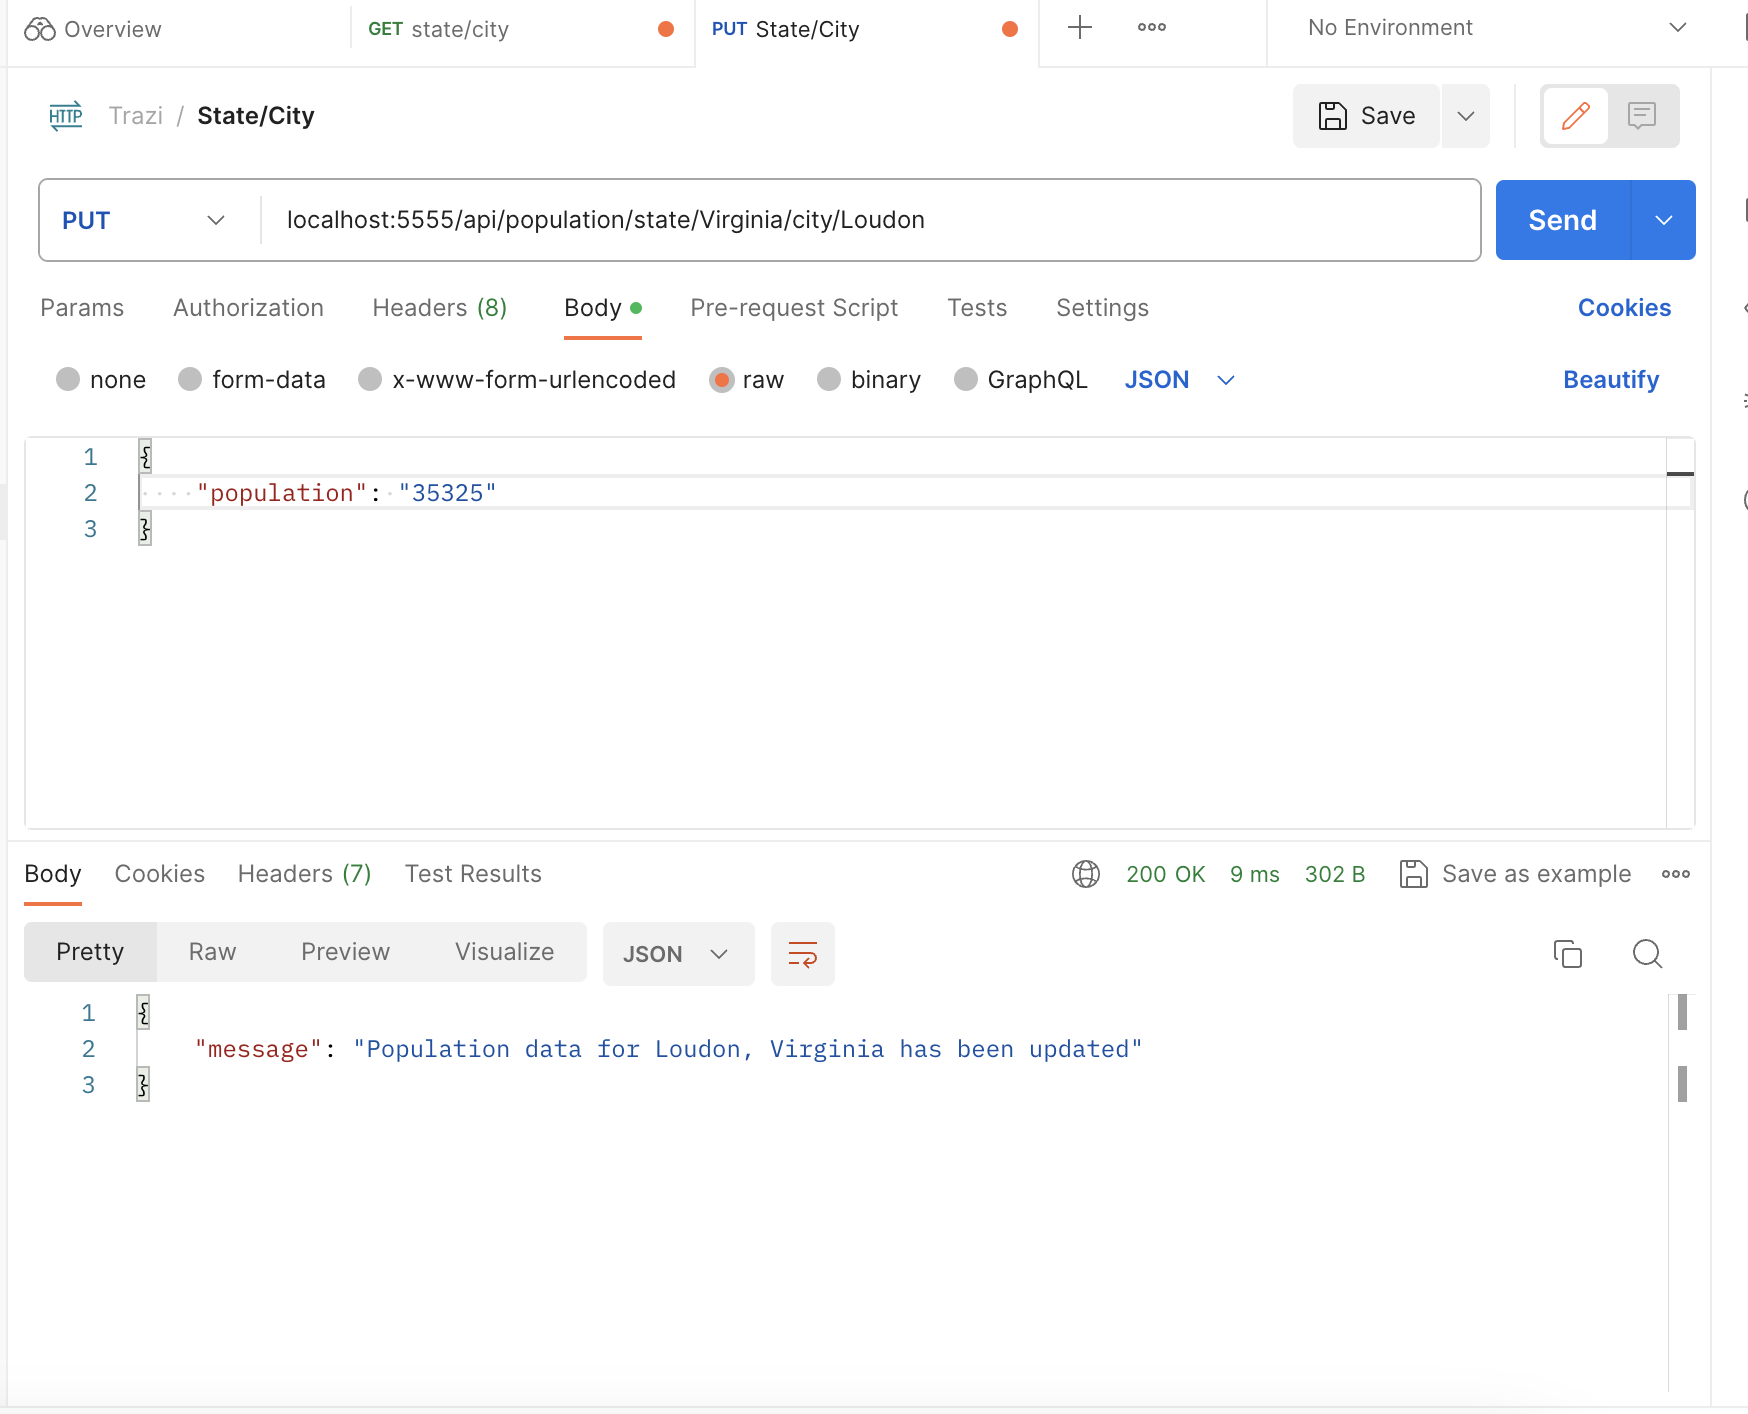 Overview
GET state/city
PUT State/City
No Environment
HTTP Trazi / State/City
Save
PUT
localhost:5555/api/population/state/Virginia/city/Loudon
Send
Params Authorization Headers (8) Body Pre-request Script Tests Settings Cookies
none form-data x-www-form-urlencoded raw binary GraphQL JSON Beautify
1 {
2 "population": "35325"
3 }
Body Cookies Headers (7) Test Results 200 OK 9 ms 302 B Save as example
Pretty Raw Preview Visualize JSON
1 {
2 "message": "Population data for Loudon, Virginia has been updated"
3 }